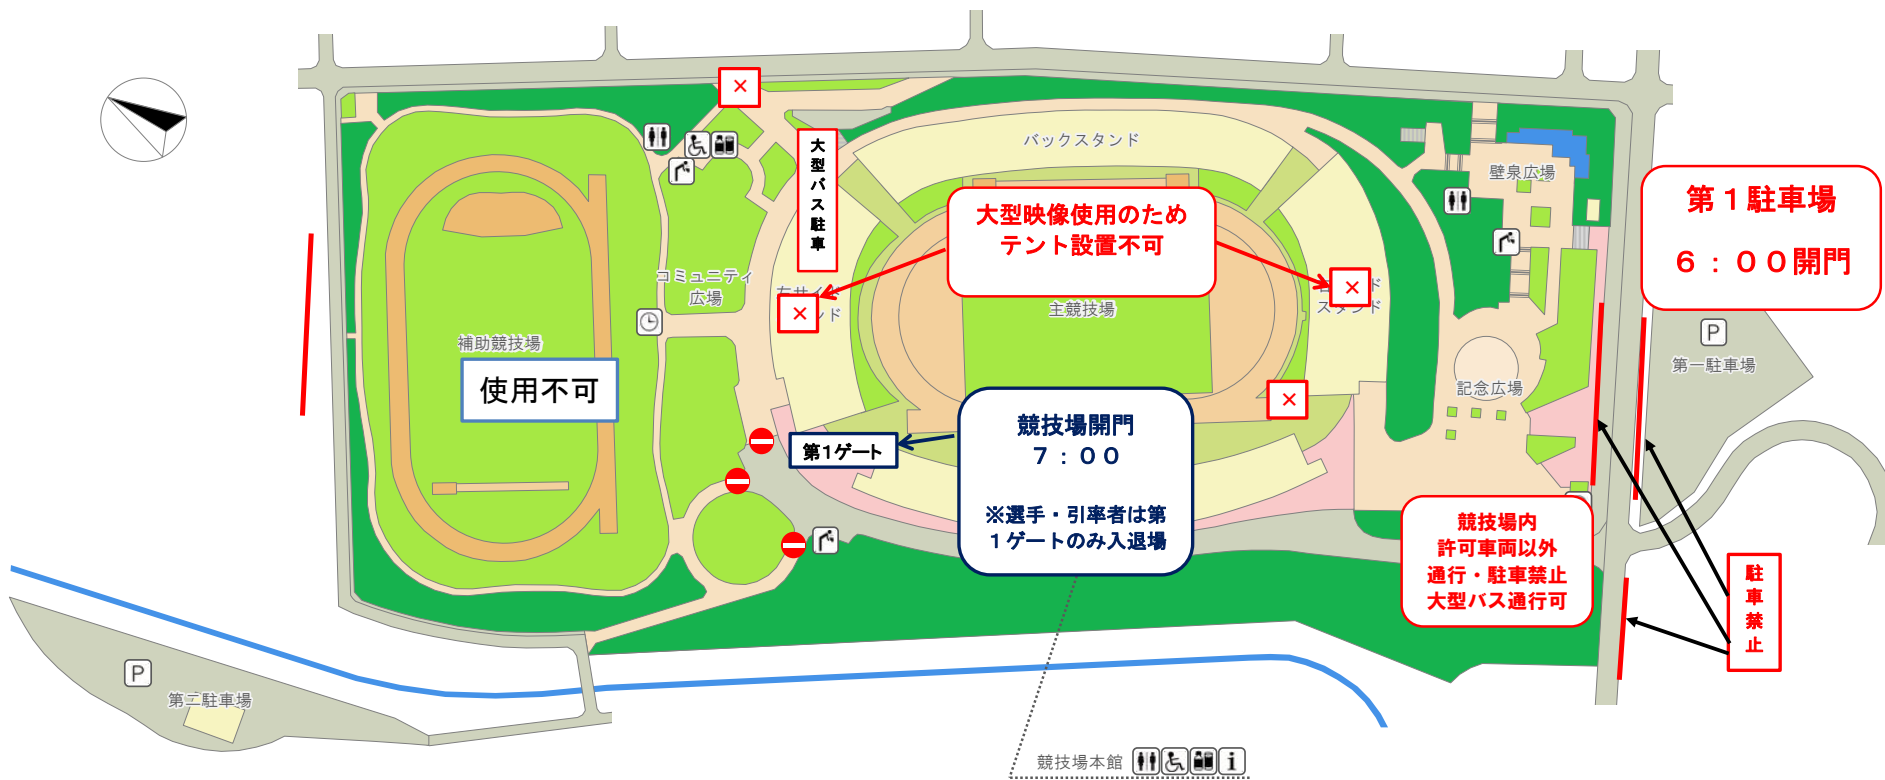 大型バス駐車
バックスタンド
壁泉広場
第１駐車場
６：００開門
大型映像使用のため
テント設置不可
コミュニティ
広場
主競技場
スタンド
P
第一駐車場
補助競技場
使用不可
記念広場
競技場開門
７：００
※選手・引率者は第
１ゲートのみ入退場
第1ゲート
競技場内
許可車両以外
通行・駐車禁止
大型バス通行可
駐車禁止
P
第二駐車場
競技場本館
i